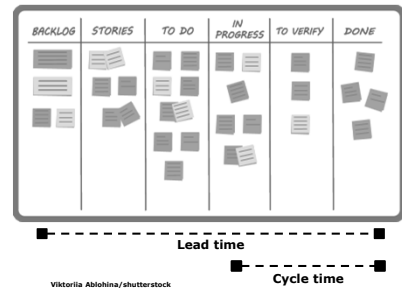 BACKLOG STORIES TO DO IN PROGRESS TO VERIFY DONE
Lead time
Cycle time
Viktoriia Ablohina/shutterstock